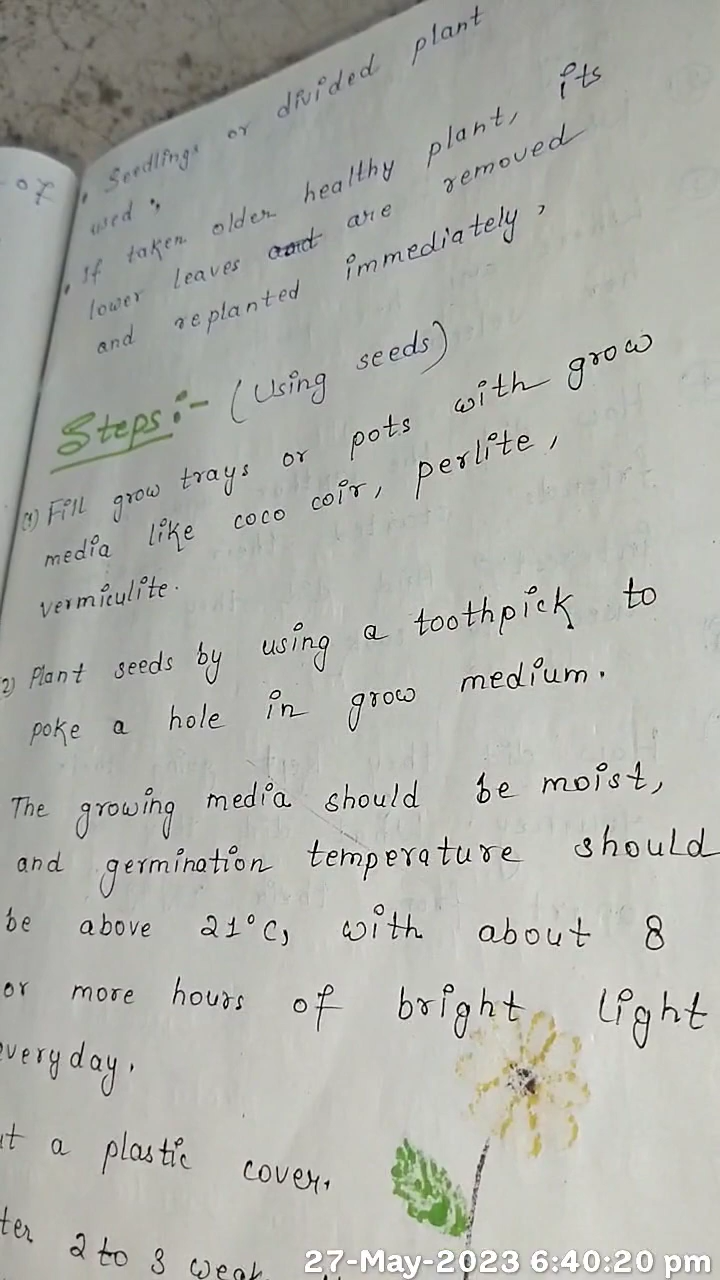 • Seedlings or divided plant
used,
• If taken older healthy plant, its
lower leaves and are removed
and replanted immediately,
Steps:- (Using seeds)
(1) Fill grow trays or pots with grow
media like coco coir, perlite,
vermiculite.
2) Plant seeds by using a toothpick to
poke a hole in grow medium.
The growing media should be moist,
and germination temperature should
be above 21°C, with about 8
or more hours of bright light
everyday.
a plastic cover.
2 to 3 weak
27-May-2023 6:40:20 pm